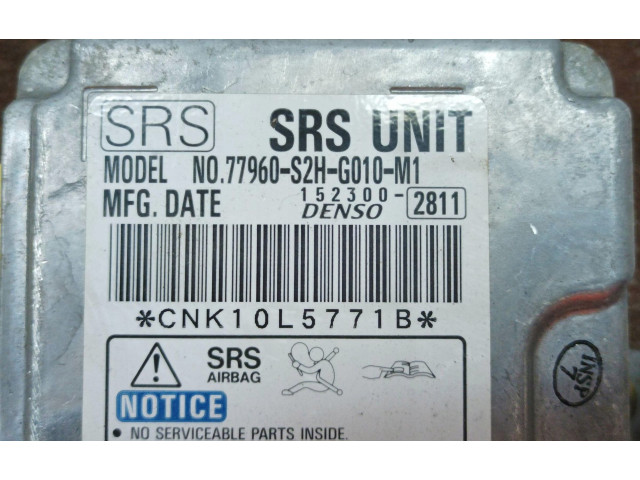 SRS SRS UNIT
MODEL NO.77960-S2H-G010-M1
MFG. DATE 152300-2811
DENSO
*CNK10L5771B*
SRS
AIRBAG
NOTICE
• NO SERVICEABLE PARTS INSIDE.
INSP
7